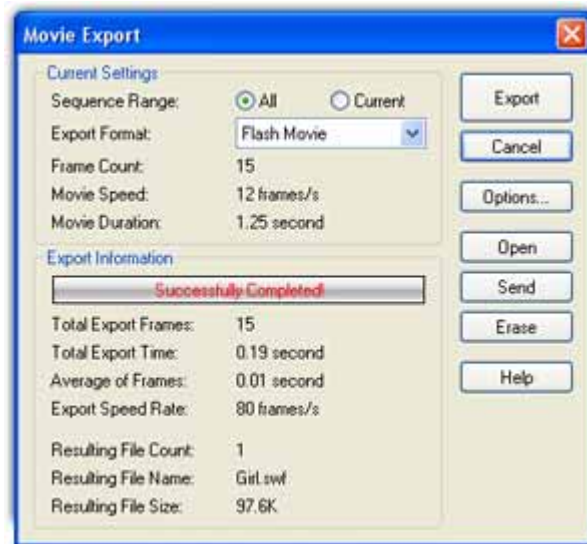 Movie Export
Current Settings
Sequence Range: All Current
Export Format: Flash Movie
Frame Count: 15
Movie Speed: 12 frames/s
Movie Duration: 1.25 second
Export Information
Successfully Completed!
Total Export Frames: 15
Total Export Time: 0.19 second
Average of Frames: 0.01 second
Export Speed Rate: 80 frames/s
Resulting File Count: 1
Resulting File Name: Girl.swf
Resulting File Size: 97.6K
Export
Cancel
Options...
Open
Send
Erase
Help